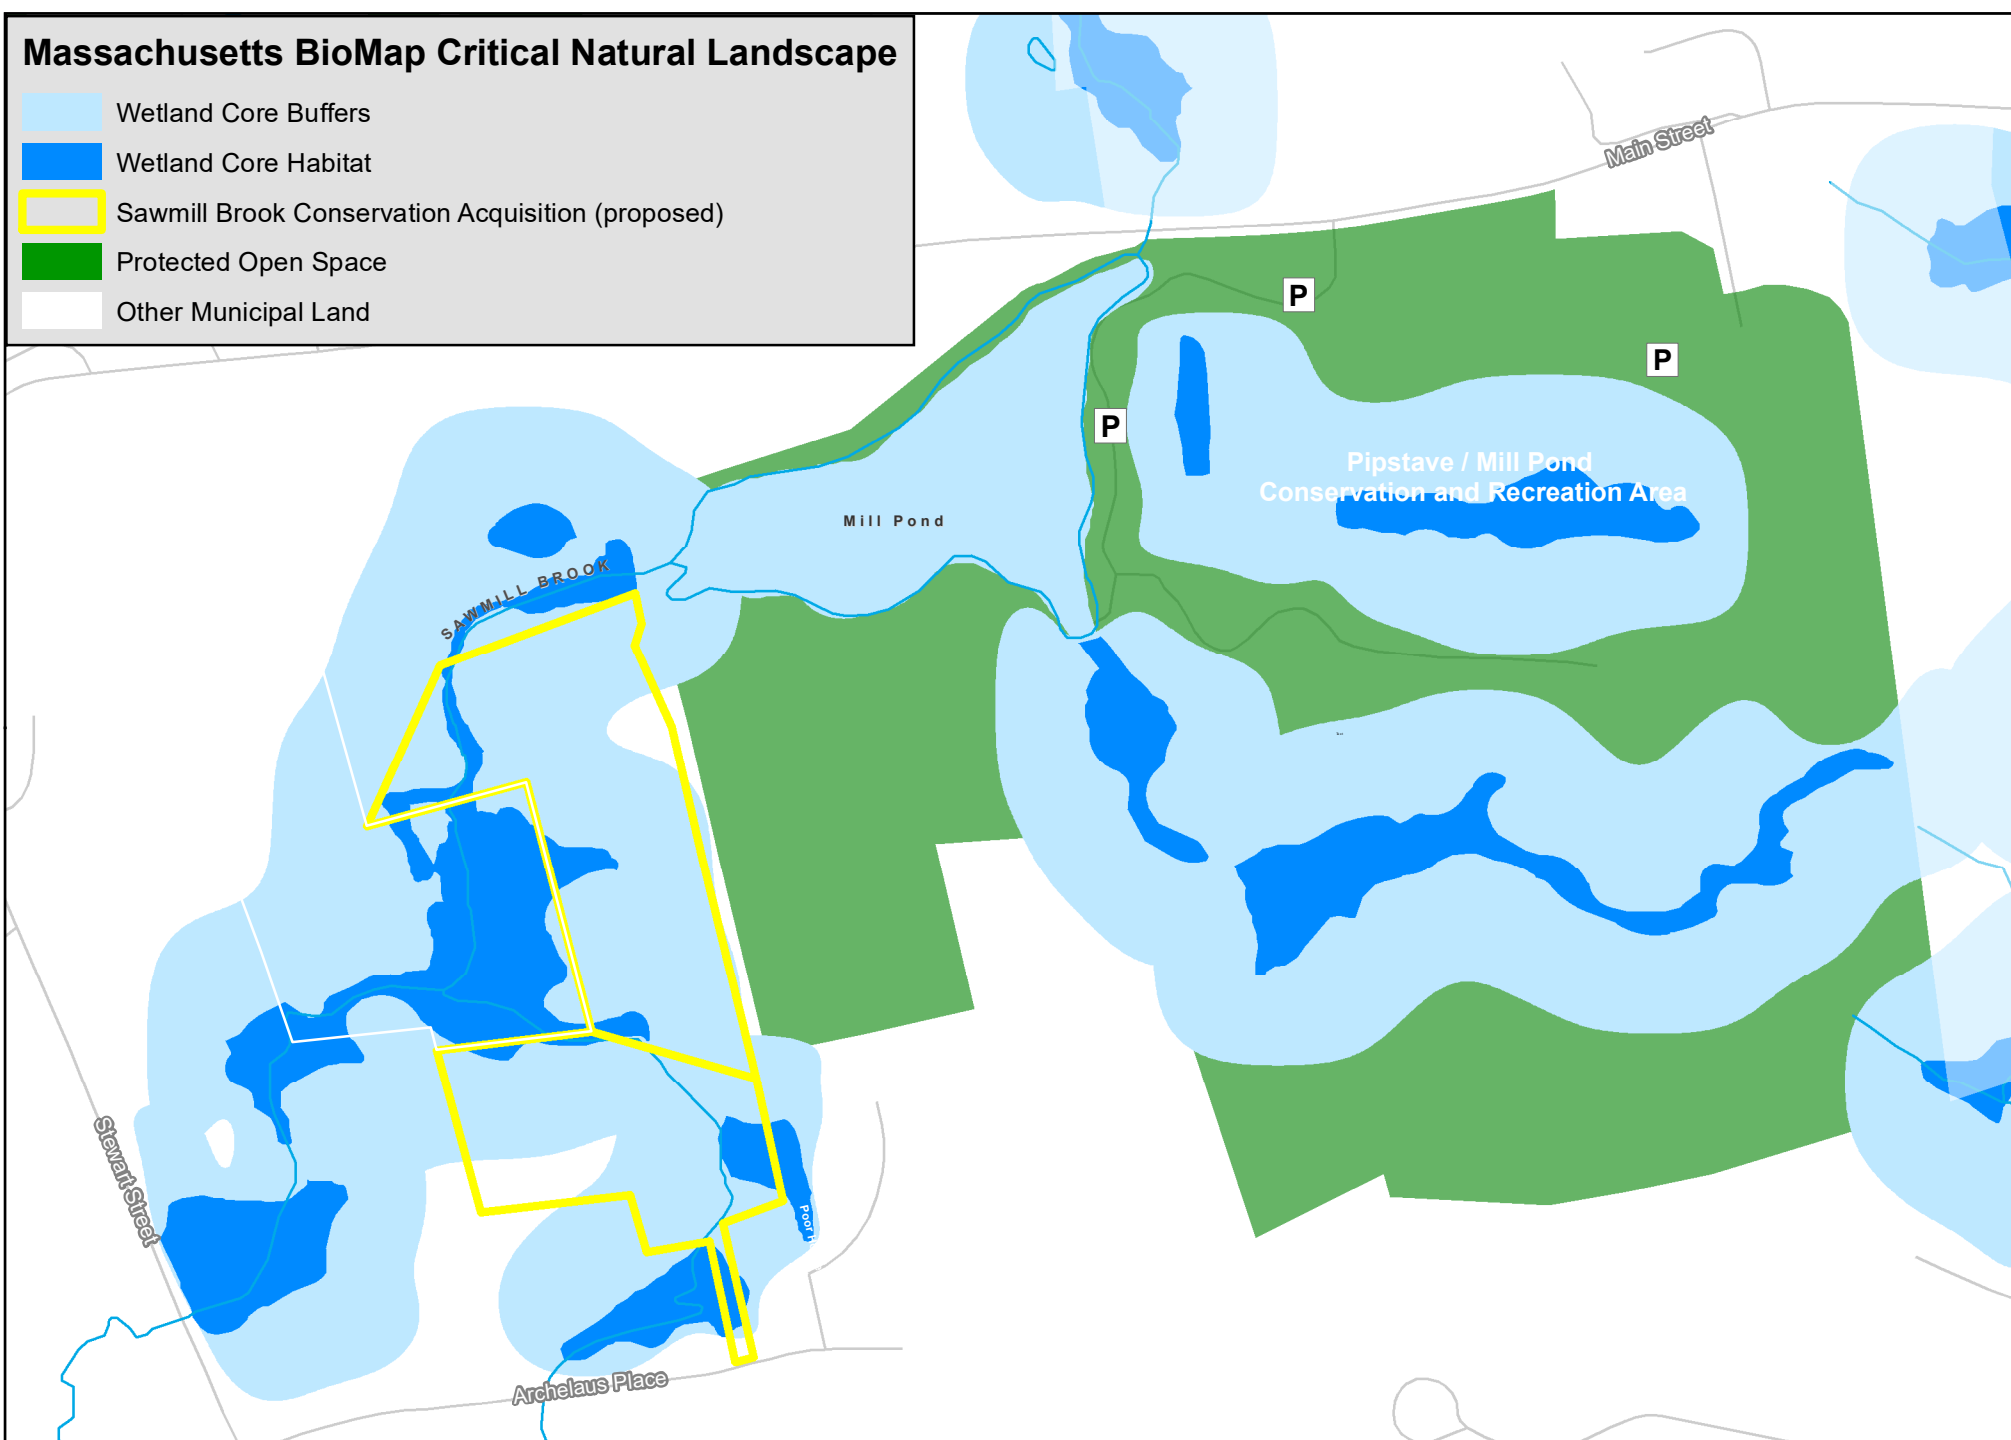 Massachusetts BioMap Critical Natural Landscape
Wetland Core Buffers
Wetland Core Habitat
Sawmill Brook Conservation Acquisition (proposed)
Protected Open Space
Other Municipal Land
Main Street
P
P
P
Pipstave / Mill Pond
Conservation and Recreation Area
Mill Pond
SAWMILL BROOK
Stewart Street
Poor
Archelaus Place